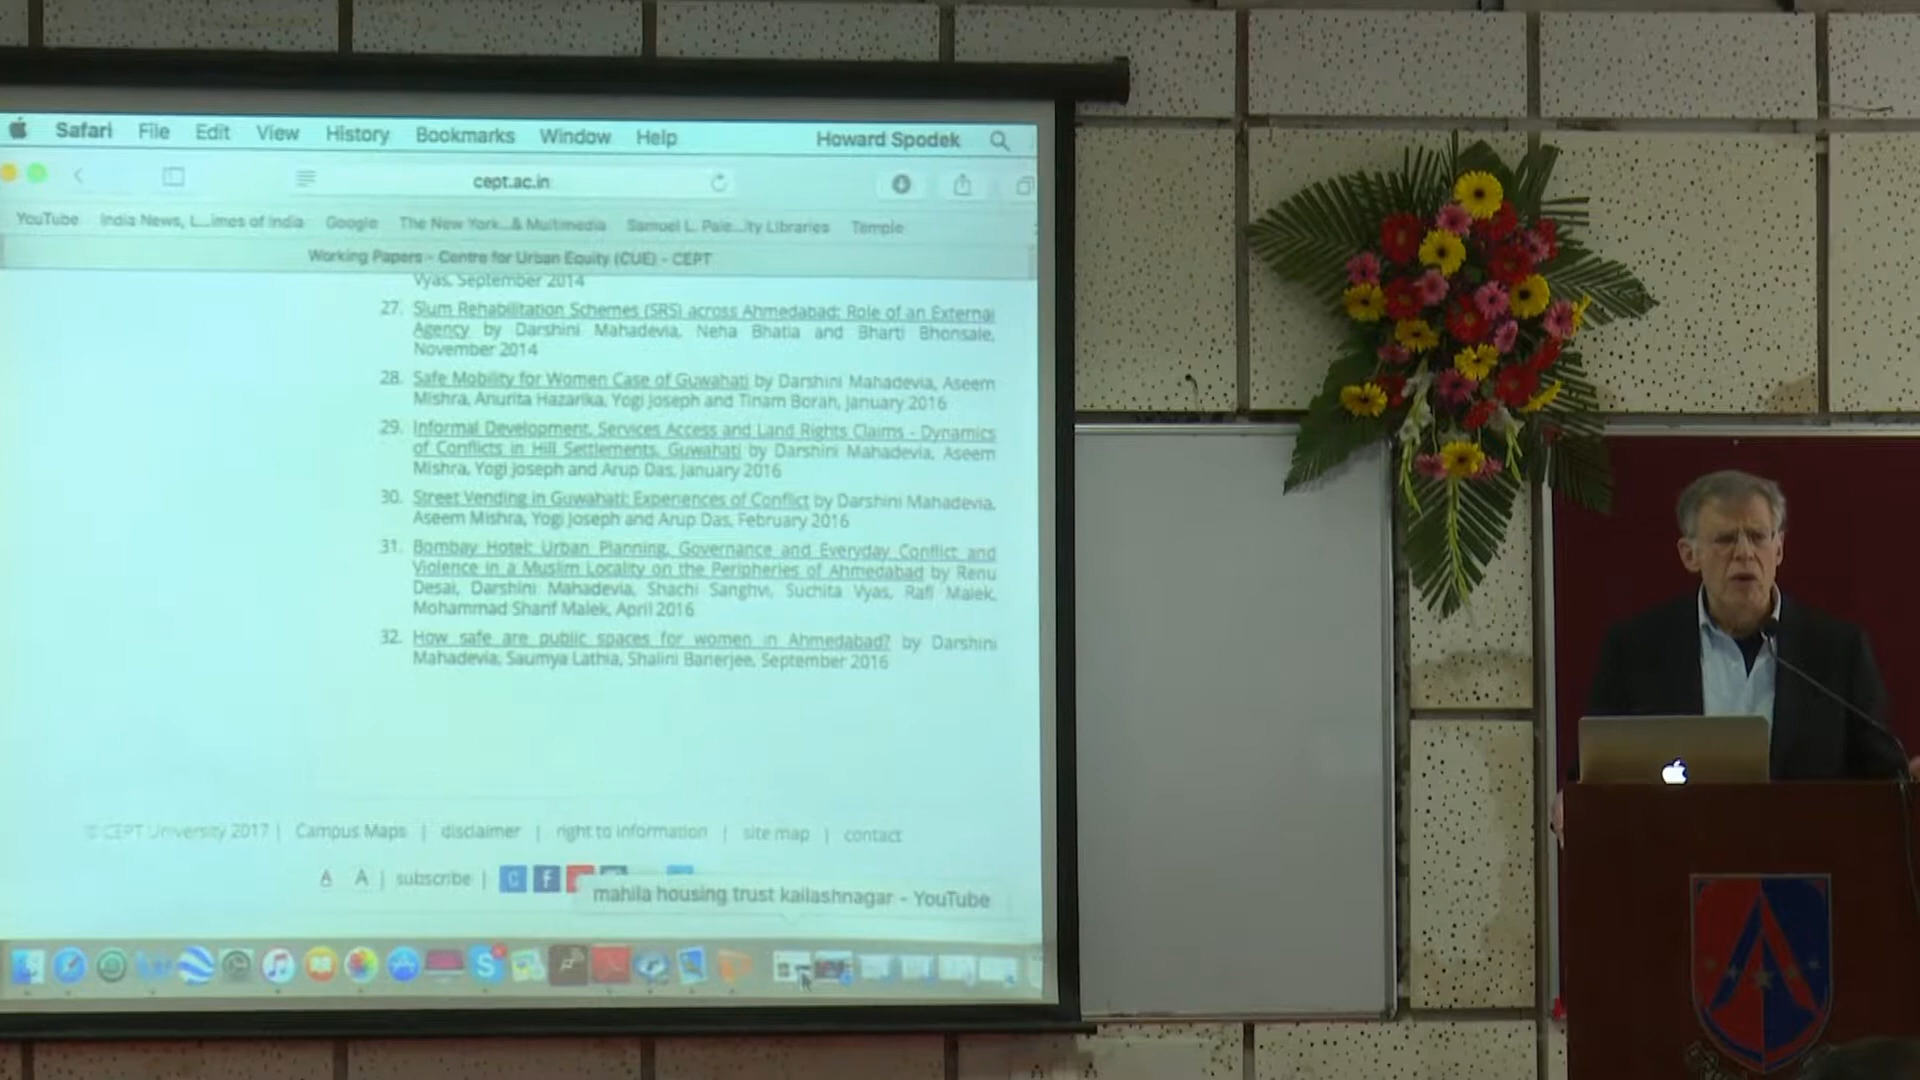 Safari File Edit View History Bookmarks Window Help Howard Spodek
cept.ac.in
YouTube India News, L...imes of India Google The New York...& Multimedia Samuel L. Pale...ity Libraries Temple
Working Papers - Centre for Urban Equity (CUE) - CEPT
Vyas, September 2014
27. Slum Rehabilitation Schemes (SRS) across Ahmedabad: Role of an External
Agency by Darshini Mahadevia, Neha Bhatia and Bharti Bhonsale,
November 2014
28. Safe Mobility for Women Case of Guwahati by Darshini Mahadevia, Aseem
Mishra, Anurita Hazarika, Yogi Joseph and Tinam Borah, January 2016
29. Informal Development, Services Access and Land Rights Claims - Dynamics
of Conflicts in Hill Settlements, Guwahati by Darshini Mahadevia, Aseem
Mishra, Yogi Joseph and Arup Das, January 2016
30. Street Vending in Guwahati: Experiences of Conflict by Darshini Mahadevia,
Aseem Mishra, Yogi Joseph and Arup Das, February 2016
31. Bombay Hotel: Urban Planning, Governance and Everyday Conflict and
Violence in a Muslim Locality on the Peripheries of Ahmedabad by Renu
Desai, Darshini Mahadevia, Shachi Sanghvi, Suchita Vyas, Rafi Malek,
Mohammad Sharif Malek, April 2016
32. How safe are public spaces for women in Ahmedabad? by Darshini
Mahadevia, Saumya Lathia, Shalini Banerjee, September 2016
© CEPT University 2017 | Campus Maps | disclaimer | right to information | site map | contact
A A | subscribe |
mahila housing trust kailashnagar - YouTube